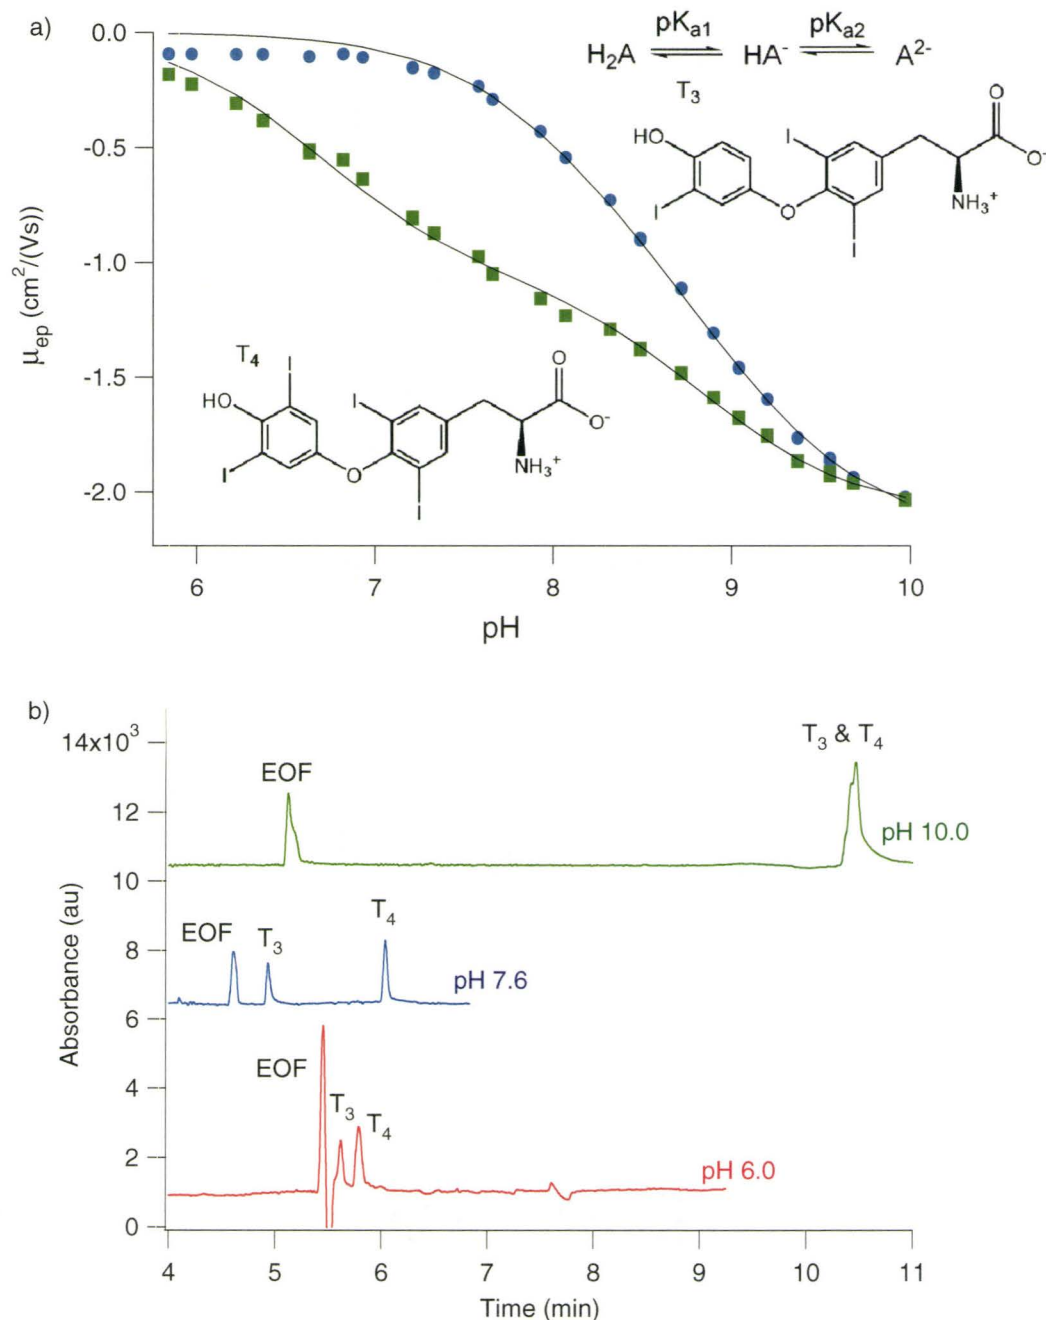 a)
0.0
-0.5
-1.0
-1.5
-2.0
μep (cm²/(Vs))
pKa1 pKa2
H₂A HA⁻ A²⁻
T₃
HO
I
O
I
I
O
O⁻
NH₃⁺
T₄
I
HO
I
O
I
I
O
O⁻
NH₃⁺
6 7 8 9 10
pH
b)
14x10³
12
10
8
6
4
2
0
Absorbance (au)
EOF
T₃ & T₄
pH 10.0
EOF
T₃
T₄
pH 7.6
EOF
T₃
T₄
pH 6.0
4 5 6 7 8 9 10 11
Time (min)